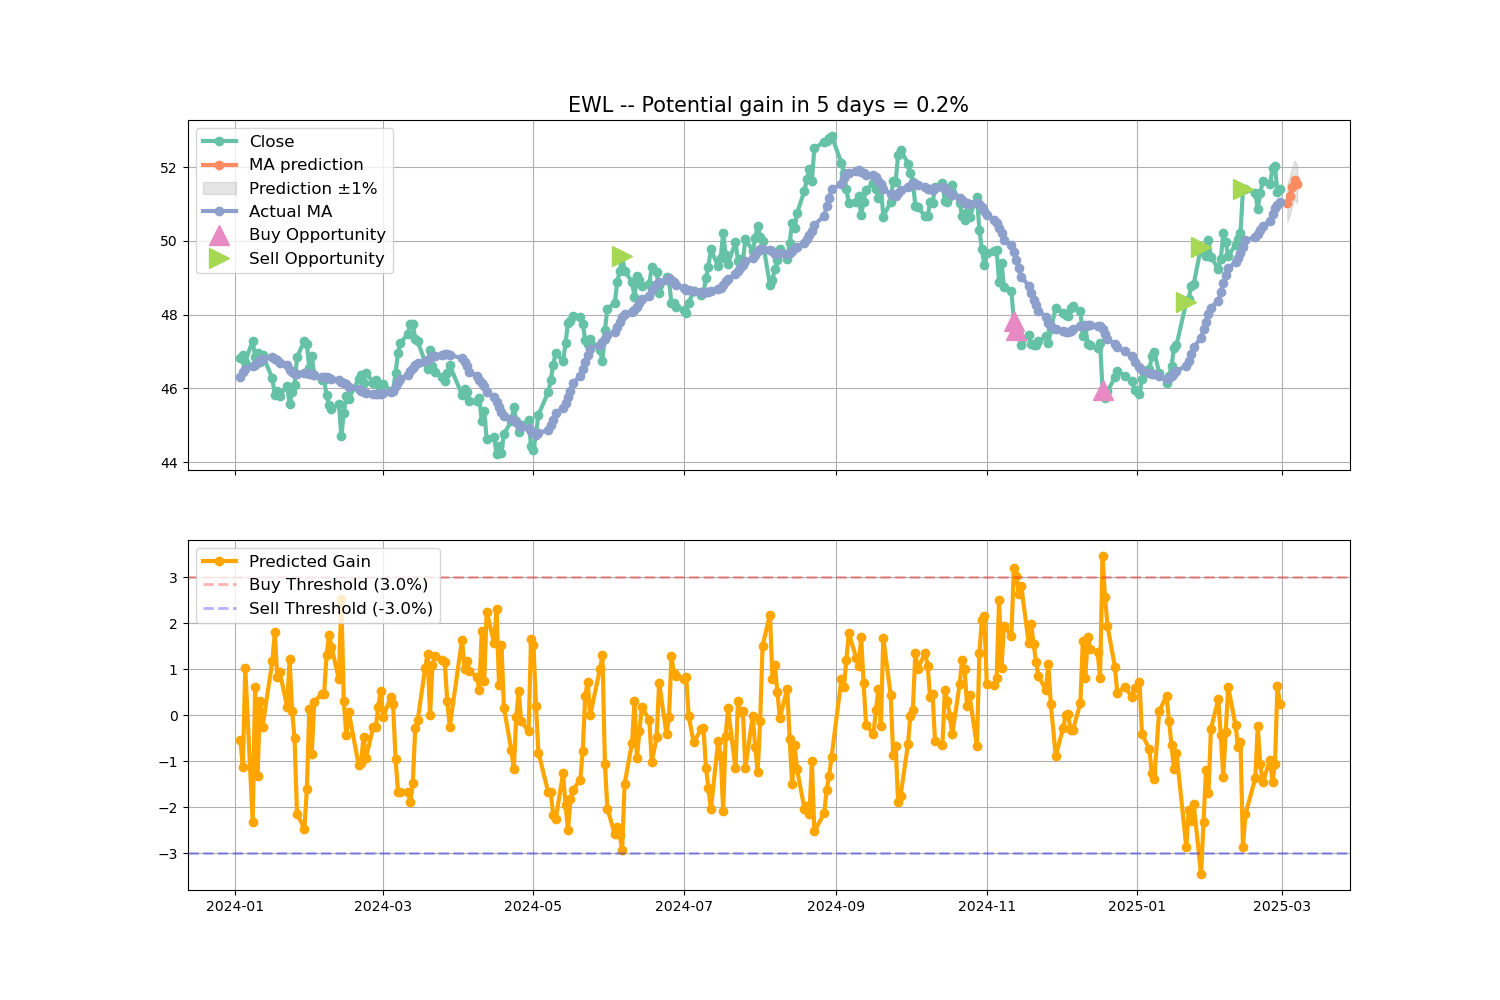 EWL -- Potential gain in 5 days = 0.2%
Close
MA prediction
Prediction ±1%
Actual MA
Buy Opportunity
Sell Opportunity
52
50
48
46
44
Predicted Gain
Buy Threshold (3.0%)
Sell Threshold (-3.0%)
3
2
1
0
−1
−2
−3
2024-01 2024-03 2024-05 2024-07 2024-09 2024-11 2025-01 2025-03